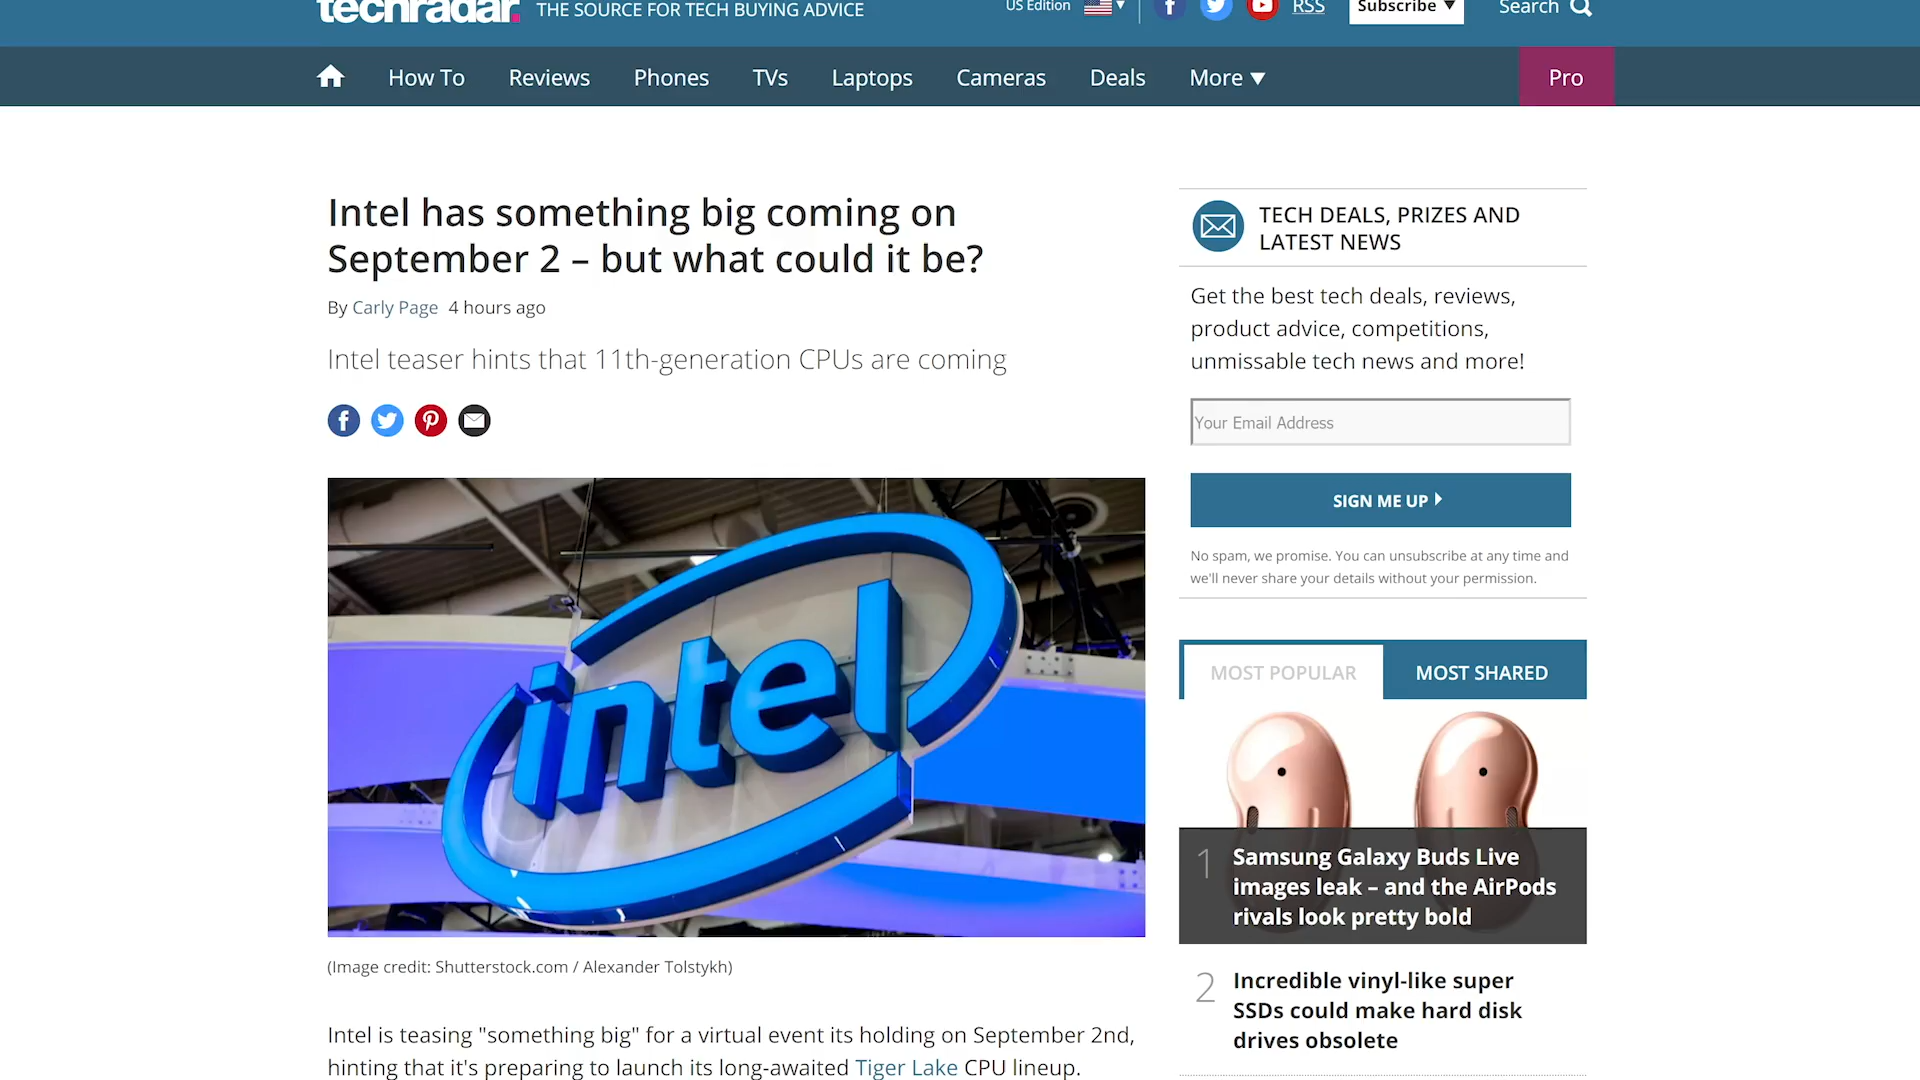 techradar. THE SOURCE FOR TECH BUYING ADVICE US Edition RSS Subscribe Search
How To Reviews Phones TVs Laptops Cameras Deals More Pro
Intel has something big coming on
September 2 – but what could it be?
By Carly Page 4 hours ago
Intel teaser hints that 11th-generation CPUs are coming
intel
(Image credit: Shutterstock.com / Alexander Tolstykh)
Intel is teasing "something big" for a virtual event its holding on September 2nd,
hinting that it's preparing to launch its long-awaited Tiger Lake CPU lineup.
TECH DEALS, PRIZES AND
LATEST NEWS
Get the best tech deals, reviews,
product advice, competitions,
unmissable tech news and more!
Your Email Address
SIGN ME UP
No spam, we promise. You can unsubscribe at any time and
we'll never share your details without your permission.
MOST POPULAR MOST SHARED
1 Samsung Galaxy Buds Live
images leak – and the AirPods
rivals look pretty bold
2 Incredible vinyl-like super
SSDs could make hard disk
drives obsolete